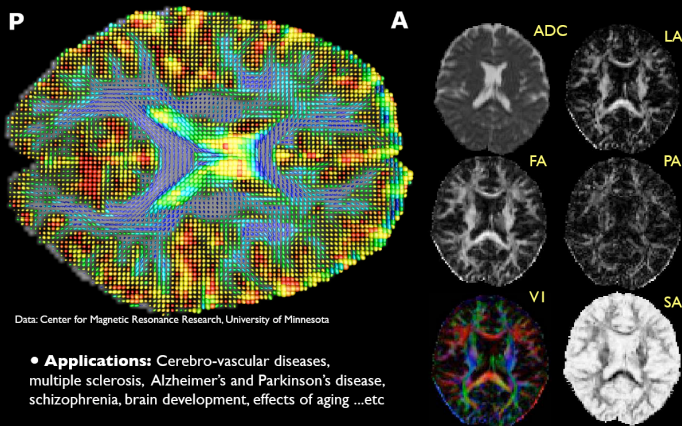 P
A
ADC
LA
FA
PA
V1
SA
Data: Center for Magnetic Resonance Research, University of Minnesota
• Applications: Cerebro-vascular diseases,
multiple sclerosis, Alzheimer's and Parkinson's disease,
schizophrenia, brain development, effects of aging ...etc